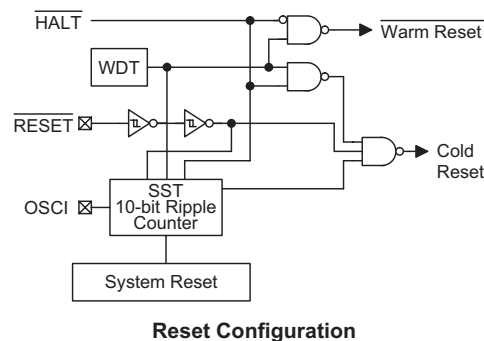 HALT
Warm Reset
WDT
RESET
Cold
Reset
OSCI
SST
10-bit Ripple
Counter
System Reset
Reset Configuration